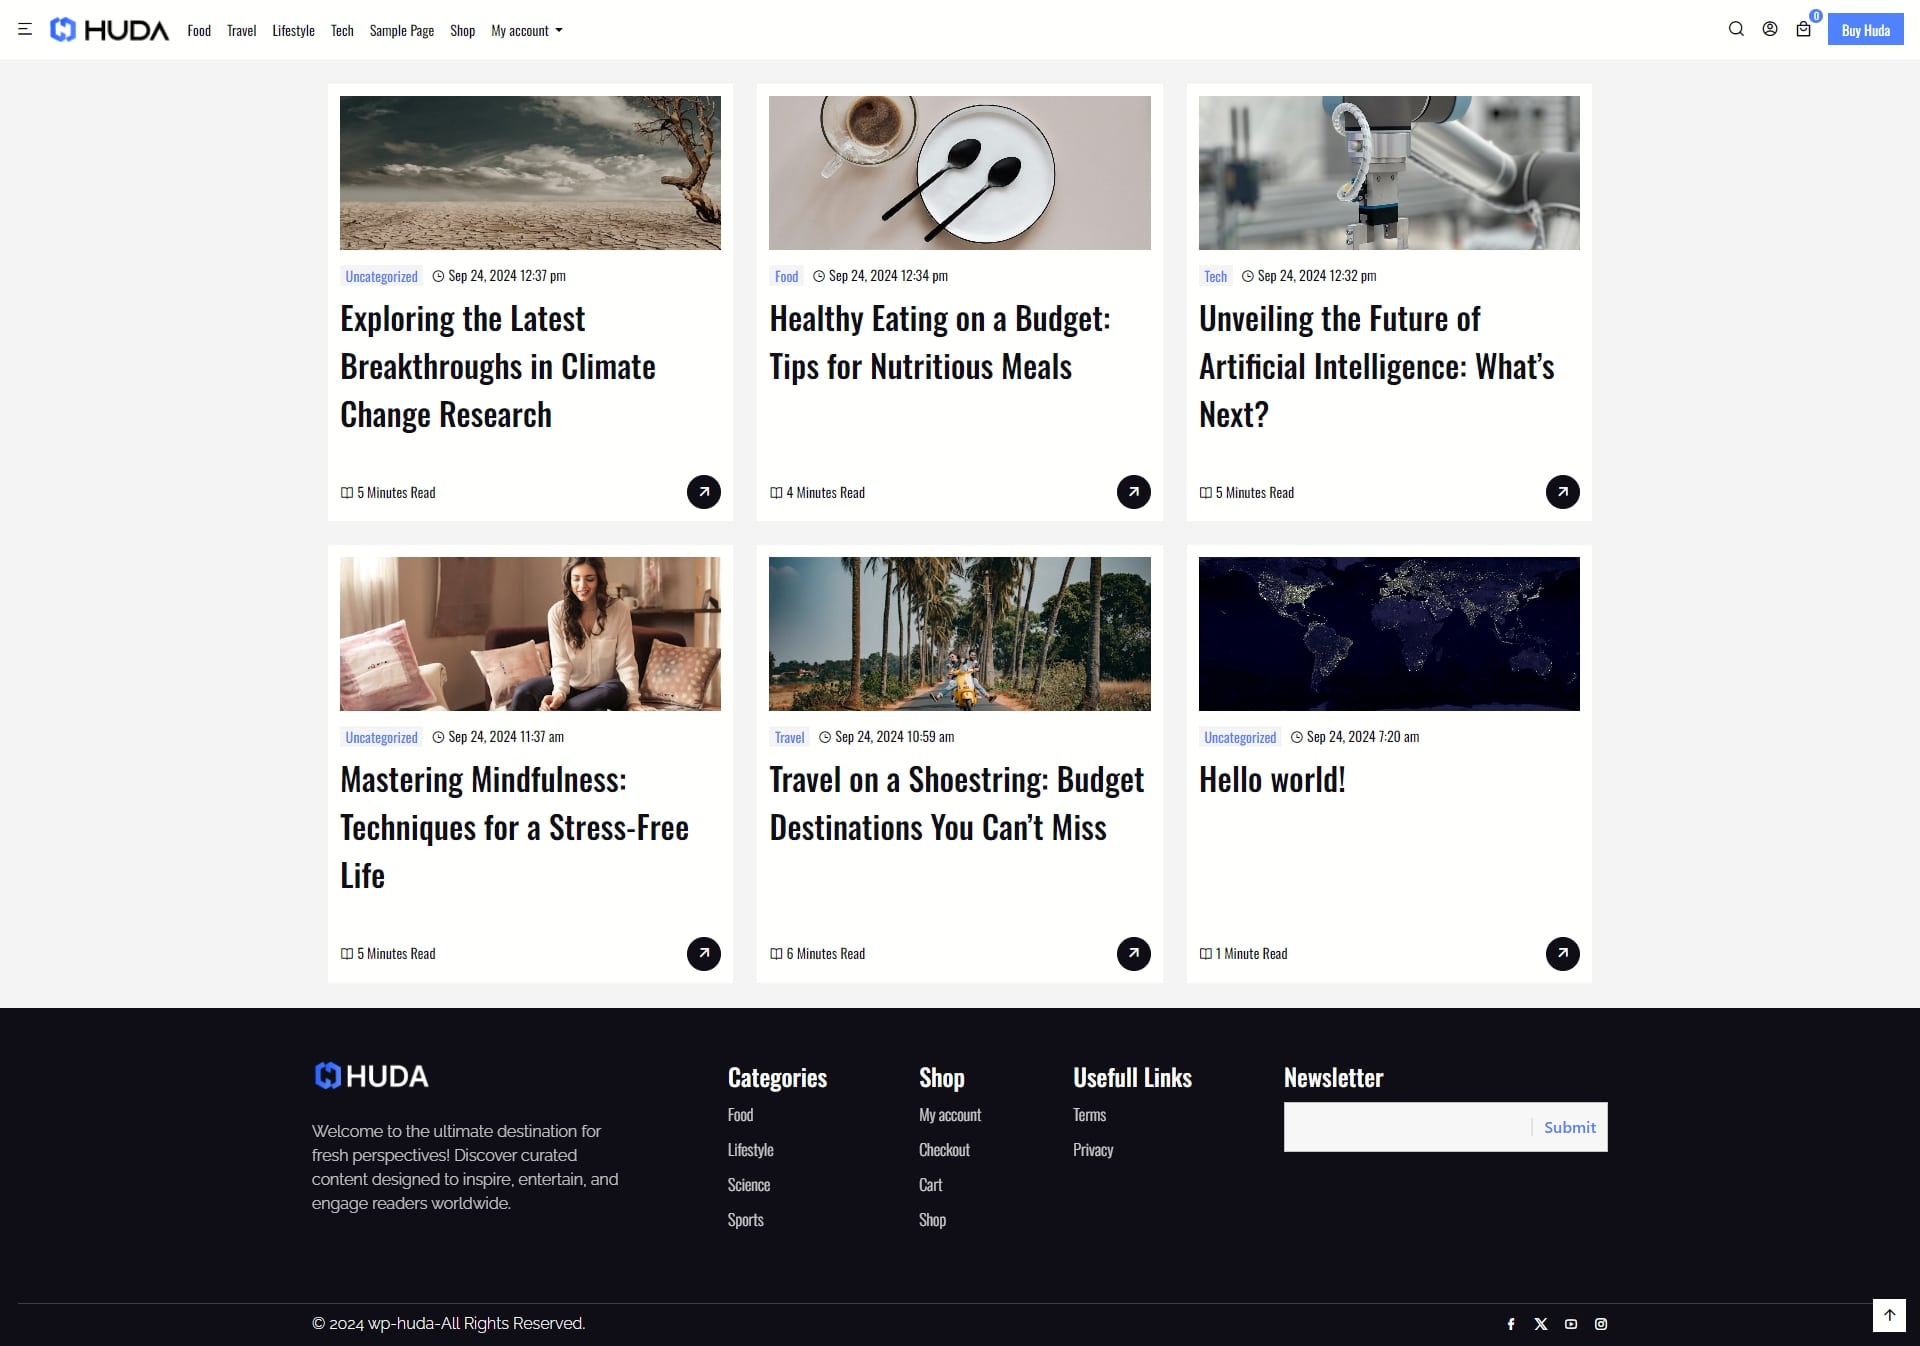 HUDA
Food
Travel
Lifestyle
Tech
Sample Page
Shop
My account
0
Buy Huda
Uncategorized
Sep 24, 2024 12:37 pm
Exploring the Latest
Breakthroughs in Climate
Change Research
5 Minutes Read
Food
Sep 24, 2024 12:34 pm
Healthy Eating on a Budget:
Tips for Nutritious Meals
4 Minutes Read
Tech
Sep 24, 2024 12:32 pm
Unveiling the Future of
Artificial Intelligence: What’s
Next?
5 Minutes Read
Uncategorized
Sep 24, 2024 11:37 am
Mastering Mindfulness:
Techniques for a Stress-Free
Life
5 Minutes Read
Travel
Sep 24, 2024 10:59 am
Travel on a Shoestring: Budget
Destinations You Can’t Miss
6 Minutes Read
Uncategorized
Sep 24, 2024 7:20 am
Hello world!
1 Minute Read
HUDA
Welcome to the ultimate destination for
fresh perspectives! Discover curated
content designed to inspire, entertain, and
engage readers worldwide.
Categories
Food
Lifestyle
Science
Sports
Shop
My account
Checkout
Cart
Shop
Usefull Links
Terms
Privacy
Newsletter
Submit
© 2024 wp-huda-All Rights Reserved.